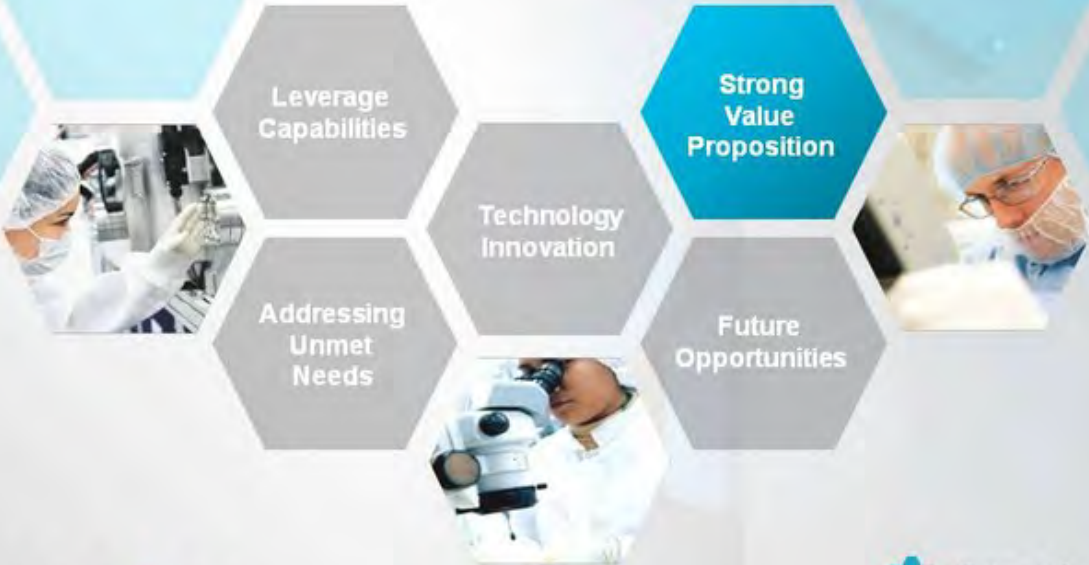 Leverage
Capabilities
Strong
Value
Proposition
Technology
Innovation
Addressing
Unmet
Needs
Future
Opportunities